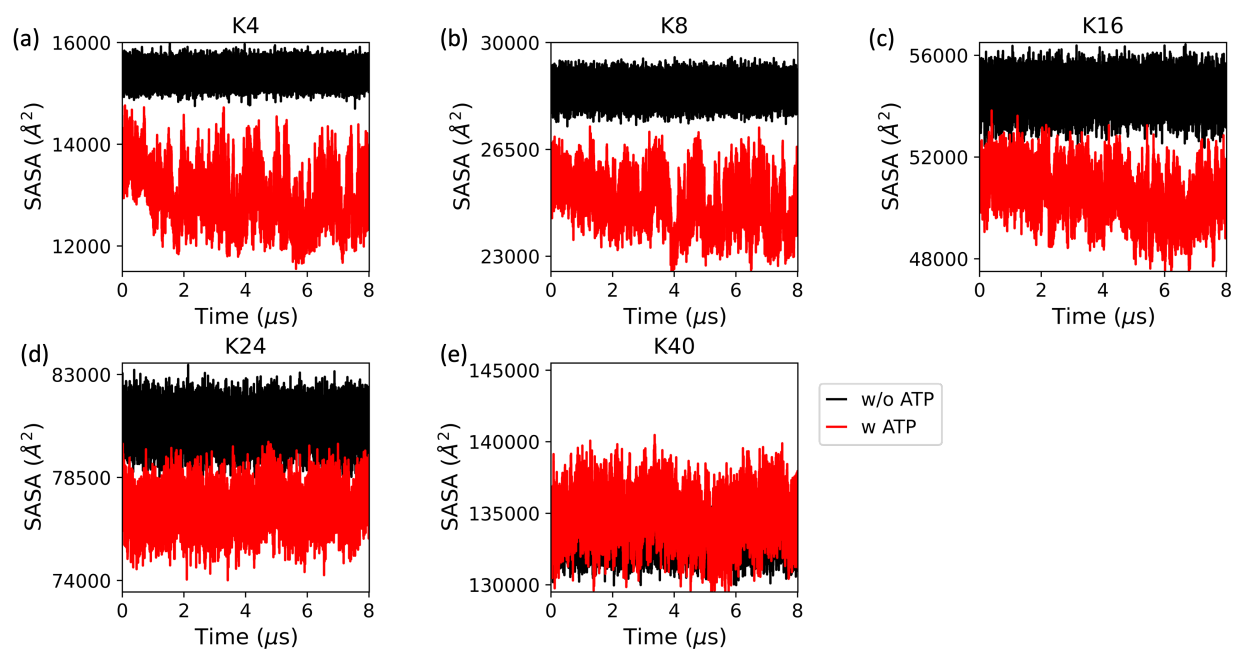 (a) K4
16000
14000
12000
SASA (Å²)
0 2 4 6 8
Time (μs)
(b) K8
30000
26500
23000
SASA (Å²)
0 2 4 6 8
Time (μs)
(c) K16
56000
52000
48000
SASA (Å²)
0 2 4 6 8
Time (μs)
(d) K24
83000
78500
74000
SASA (Å²)
0 2 4 6 8
Time (μs)
(e) K40
145000
140000
135000
130000
SASA (Å²)
0 2 4 6 8
Time (μs)
w/o ATP
w ATP